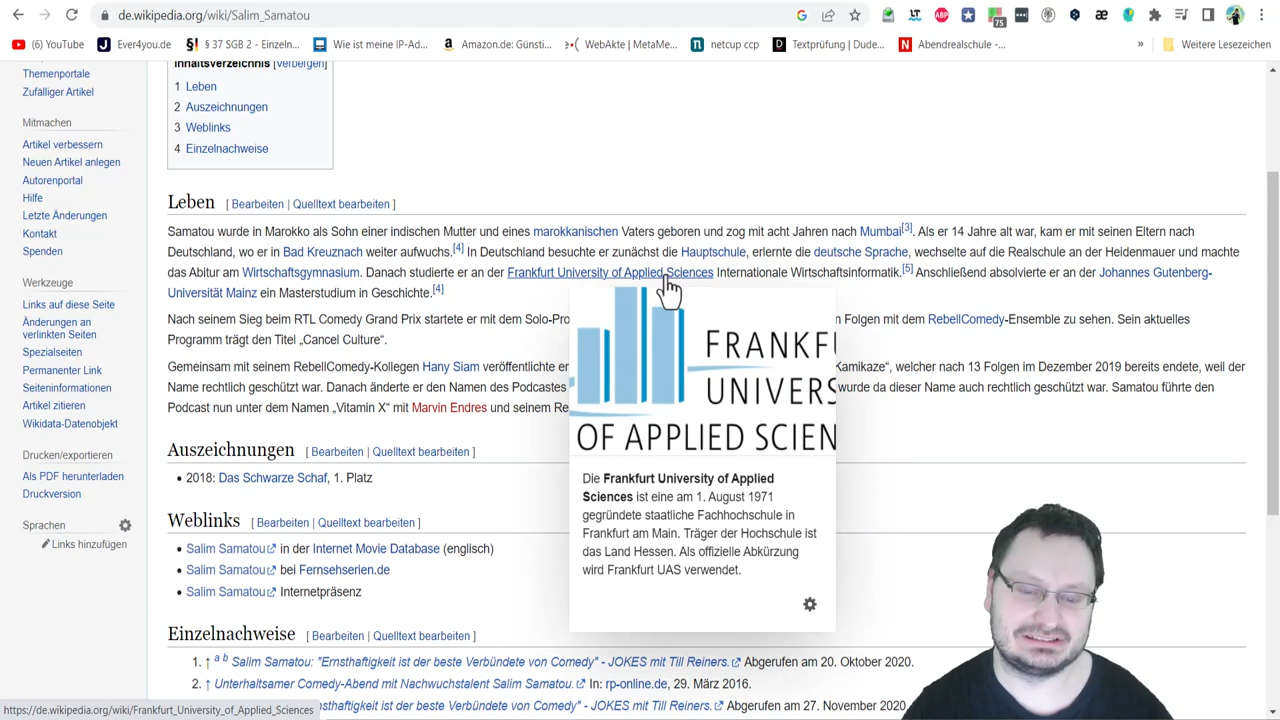 de.wikipedia.org/wiki/Salim_Samatou
75
(6) YouTube
Ever4you.de
§ 37 SGB 2 - Einzeln...
Wie ist meine IP-Ad...
Amazon.de: Günsti...
WebAkte | MetaMe...
netcup ccp
Textprüfung | Dude...
Abendrealschule -...
»
Weitere Lesezeichen
Themenportale
Zufälliger Artikel
Mitmachen
Artikel verbessern
Neuen Artikel anlegen
Autorenportal
Hilfe
Letzte Änderungen
Kontakt
Spenden
Werkzeuge
Links auf diese Seite
Änderungen an
verlinkten Seiten
Spezialseiten
Permanenter Link
Seiteninformationen
Artikel zitieren
Wikidata-Datenobjekt
Drucken/exportieren
Als PDF herunterladen
Druckversion
Sprachen
Links hinzufügen
Inhaltsverzeichnis [Verbergen]
1 Leben
2 Auszeichnungen
3 Weblinks
4 Einzelnachweise
Leben [ Bearbeiten | Quelltext bearbeiten ]
Samatou wurde in Marokko als Sohn einer indischen Mutter und eines marokkanischen Vaters geboren und zog mit acht Jahren nach Mumbai[3]. Als er 14 Jahre alt war, kam er mit seinen Eltern nach
Deutschland, wo er in Bad Kreuznach weiter aufwuchs.[4] In Deutschland besuchte er zunächst die Hauptschule, erlernte die deutsche Sprache, wechselte auf die Realschule an der Heidenmauer und machte
das Abitur am Wirtschaftsgymnasium. Danach studierte er an der Frankfurt University of Applied Sciences Internationale Wirtschaftsinformatik.[5] Anschließend absolvierte er an der Johannes Gutenberg-
Universität Mainz ein Masterstudium in Geschichte.[4]
Nach seinem Sieg beim RTL Comedy Grand Prix startete er mit dem Solo-Pro n Folgen mit dem RebellComedy-Ensemble zu sehen. Sein aktuelles
Programm trägt den Titel „Cancel Culture“.
Gemeinsam mit seinem RebellComedy-Kollegen Hany Siam veröffentlichte er Kamikaze“, welcher nach 13 Folgen im Dezember 2019 bereits endete, weil der
Name rechtlich geschützt war. Danach änderte er den Namen des Podcastes wurde da dieser Name auch rechtlich geschützt war. Samatou führte den
Podcast nun unter dem Namen „Vitamin X“ mit Marvin Endres und seinem Re
FRANKFU
UNIVERS
OF APPLIED SCIEN
Die Frankfurt University of Applied
Sciences ist eine am 1. August 1971
gegründete staatliche Fachhochschule in
Frankfurt am Main. Träger der Hochschule ist
das Land Hessen. Als offizielle Abkürzung
wird Frankfurt UAS verwendet.
Auszeichnungen [ Bearbeiten | Quelltext bearbeiten ]
• 2018: Das Schwarze Schaf, 1. Platz
Weblinks [ Bearbeiten | Quelltext bearbeiten ]
• Salim Samatou in der Internet Movie Database (englisch)
• Salim Samatou bei Fernsehserien.de
• Salim Samatou Internetpräsenz
Einzelnachweise [ Bearbeiten | Quelltext bearbeiten ]
1. ↑ a b Salim Samatou: "Ernsthaftigkeit ist der beste Verbündete von Comedy" - JOKES mit Till Reiners. Abgerufen am 20. Oktober 2020.
2. ↑ Unterhaltsamer Comedy-Abend mit Nachwuchstalent Salim Samatou. In: rp-online.de, 29. März 2016.
sthaftigkeit ist der beste Verbündete von Comedy" - JOKES mit Till Reiners. Abgerufen am 27. November 2020.
https://de.wikipedia.org/wiki/Frankfurt_University_of_Applied_Sciences